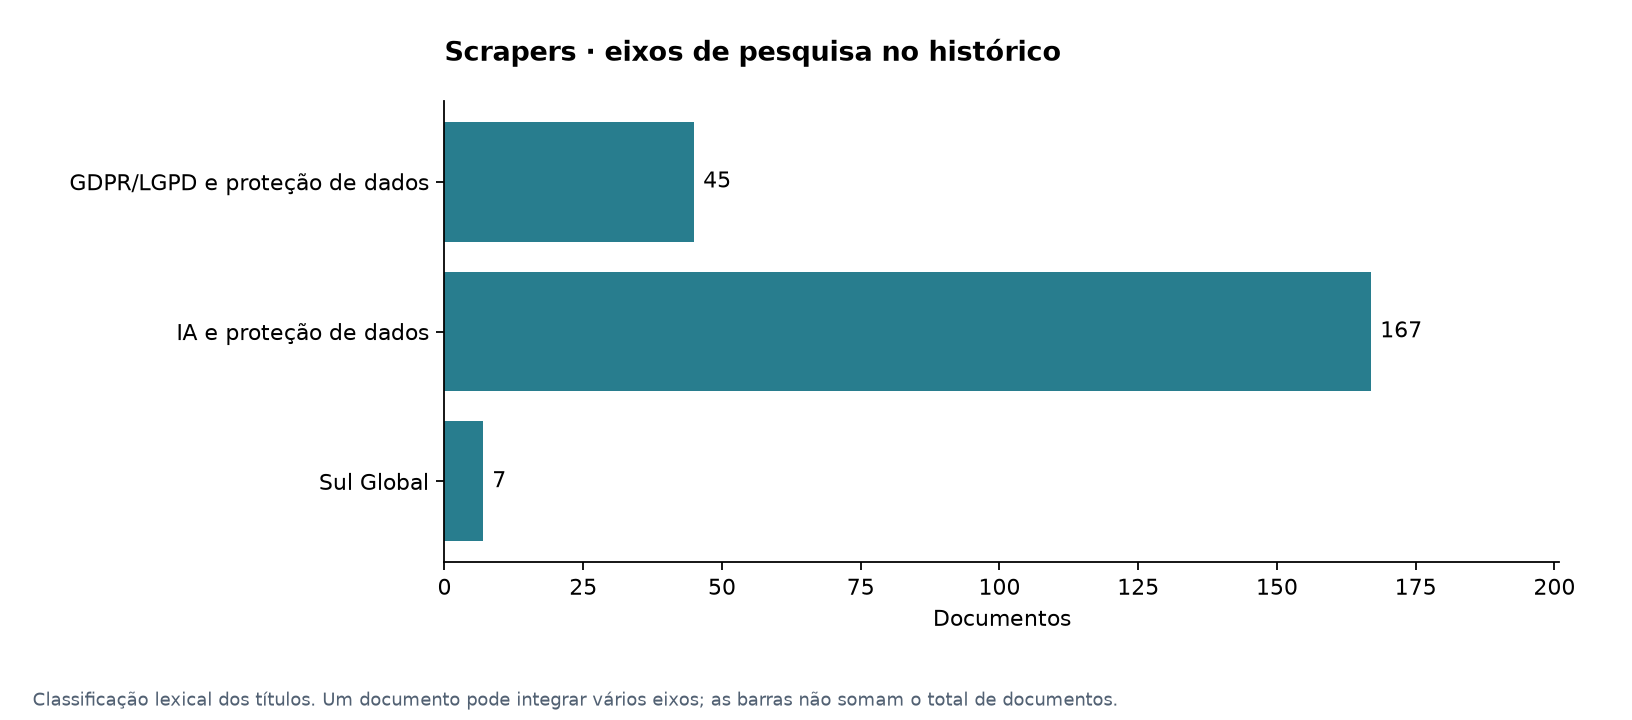 Scrapers · eixos de pesquisa no histórico
GDPR/LGPD e proteção de dados
45
IA e proteção de dados
167
Sul Global
7
0 25 50 75 100 125 150 175 200
Documentos
Classificação lexical dos títulos. Um documento pode integrar vários eixos; as barras não somam o total de documentos.